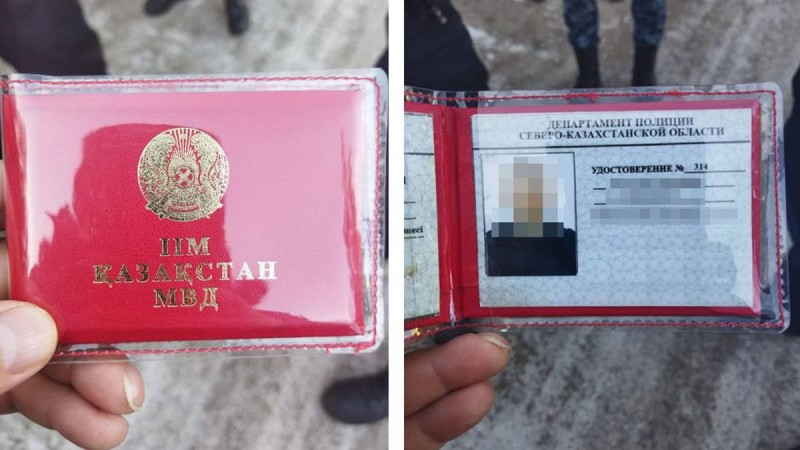 ІІМ
ҚАЗАҚСТАН
МВД
ДЕПАРТАМЕНТ ПОЛИЦИИ
СЕВЕРО-КАЗАХСТАНСКОЙ ОБЛАСТИ
УДОСТОВЕРЕНИЕ № 314